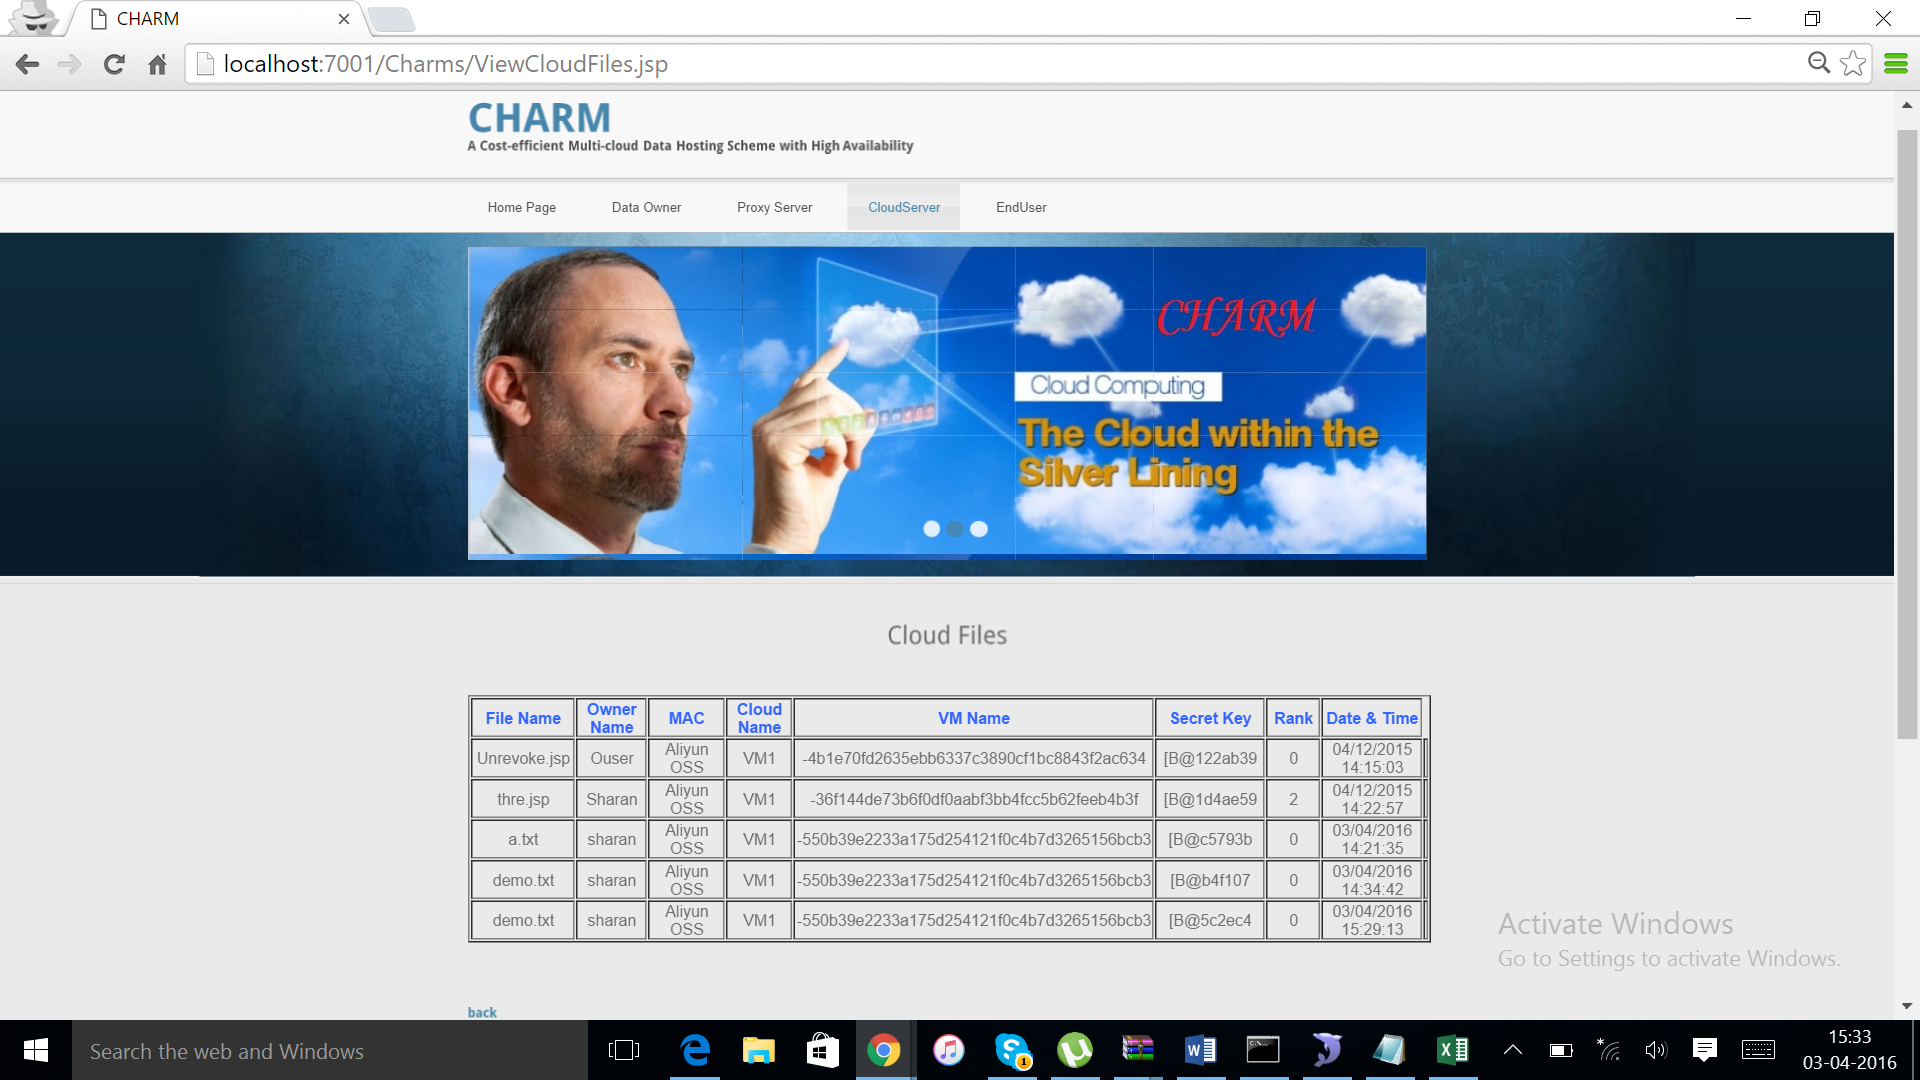 CHARM
localhost:7001/Charms/ViewCloudFiles.jsp
CHARM
A Cost-efficient Multi-cloud Data Hosting Scheme with High Availability
Home Page Data Owner Proxy Server CloudServer EndUser
CHARM
Cloud Computing
The Cloud within the
Silver Lining
Cloud Files
File Name Owner Name MAC Cloud Name VM Name Secret Key Rank Date & Time
Unrevoke.jsp Ouser Aliyun OSS VM1 -4b1e70fd2635ebb6337c3890cf1bc8843f2ac634 [B@122ab39 0 04/12/2015 14:15:03
thre.jsp Sharan Aliyun OSS VM1 -36f144de73b6f0df0aabf3bb4fcc5b62feeb4b3f [B@1d4ae59 2 04/12/2015 14:22:57
a.txt sharan Aliyun OSS VM1 -550b39e2233a175d254121f0c4b7d3265156bcb3 [B@c5793b 0 03/04/2016 14:21:35
demo.txt sharan Aliyun OSS VM1 -550b39e2233a175d254121f0c4b7d3265156bcb3 [B@b4f107 0 03/04/2016 14:34:42
demo.txt sharan Aliyun OSS VM1 -550b39e2233a175d254121f0c4b7d3265156bcb3 [B@5c2ec4 0 03/04/2016 15:29:13
Activate Windows
Go to Settings to activate Windows.
back
Search the web and Windows
1
15:33
03-04-2016